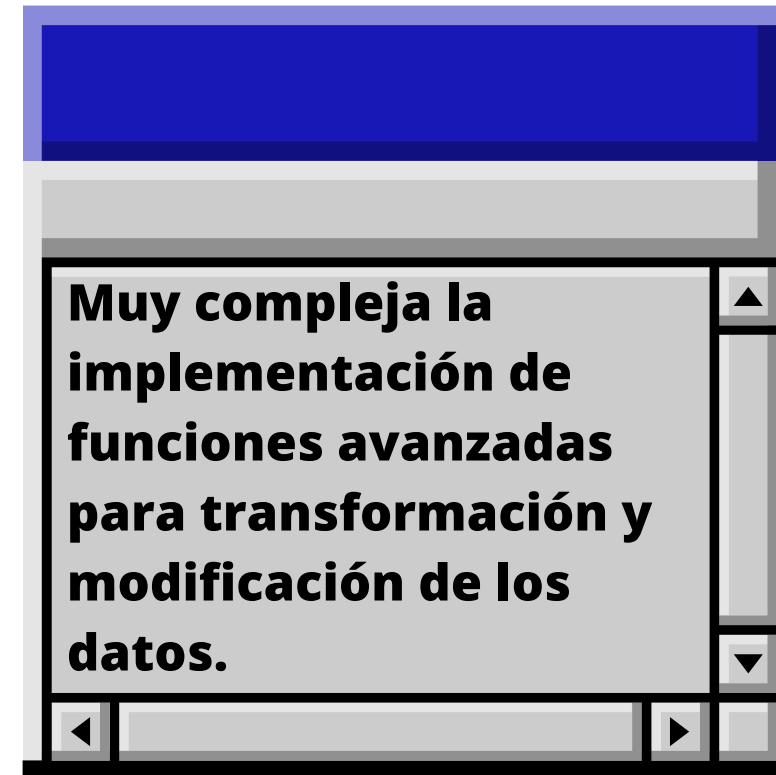 Muy compleja la
implementación de
funciones avanzadas
para transformación y
modificación de los
datos.